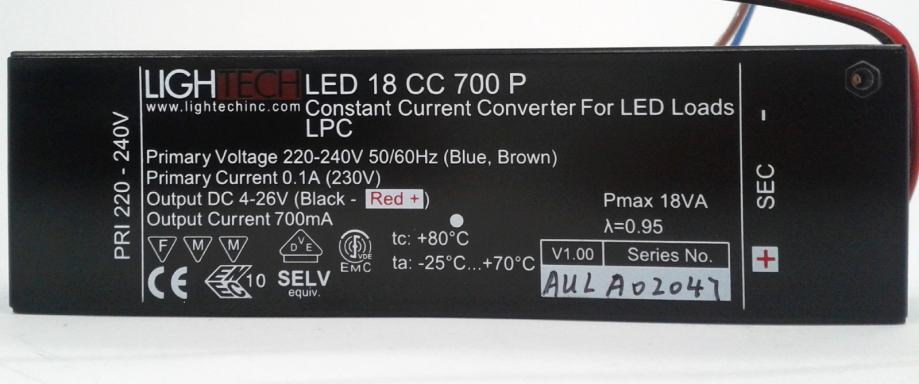 PRI 220 - 240V
LIGHTECH
www.lightechinc.com
LED 18 CC 700 P
Constant Current Converter For LED Loads
LPC
Primary Voltage 220-240V 50/60Hz (Blue, Brown)
Primary Current 0.1A (230V)
Output DC 4-26V (Black - Red +)
Output Current 700mA
Pmax 18VA
λ=0.95
F M M
DVE
VDE
EMC
tc: +80°C
ta: -25°C...+70°C
CE
10
SELV
equiv.
V1.00 Series No.
AULA02047
-
SEC
+